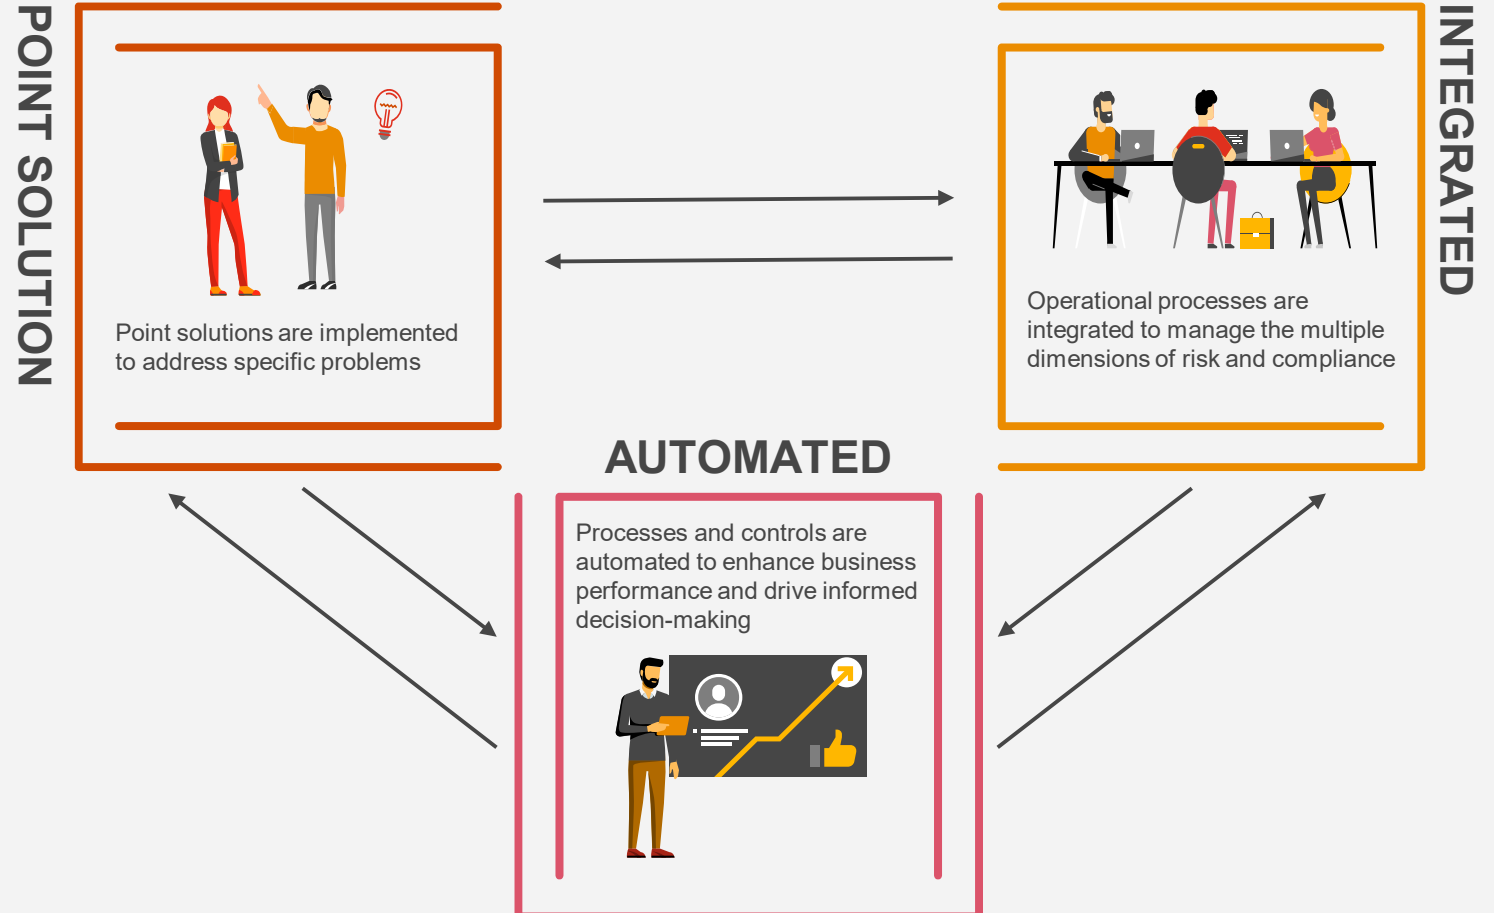 POINT SOLUTION
Point solutions are implemented
to address specific problems
INTEGRATED
Operational processes are
integrated to manage the multiple
dimensions of risk and compliance
AUTOMATED
Processes and controls are
automated to enhance business
performance and drive informed
decision-making